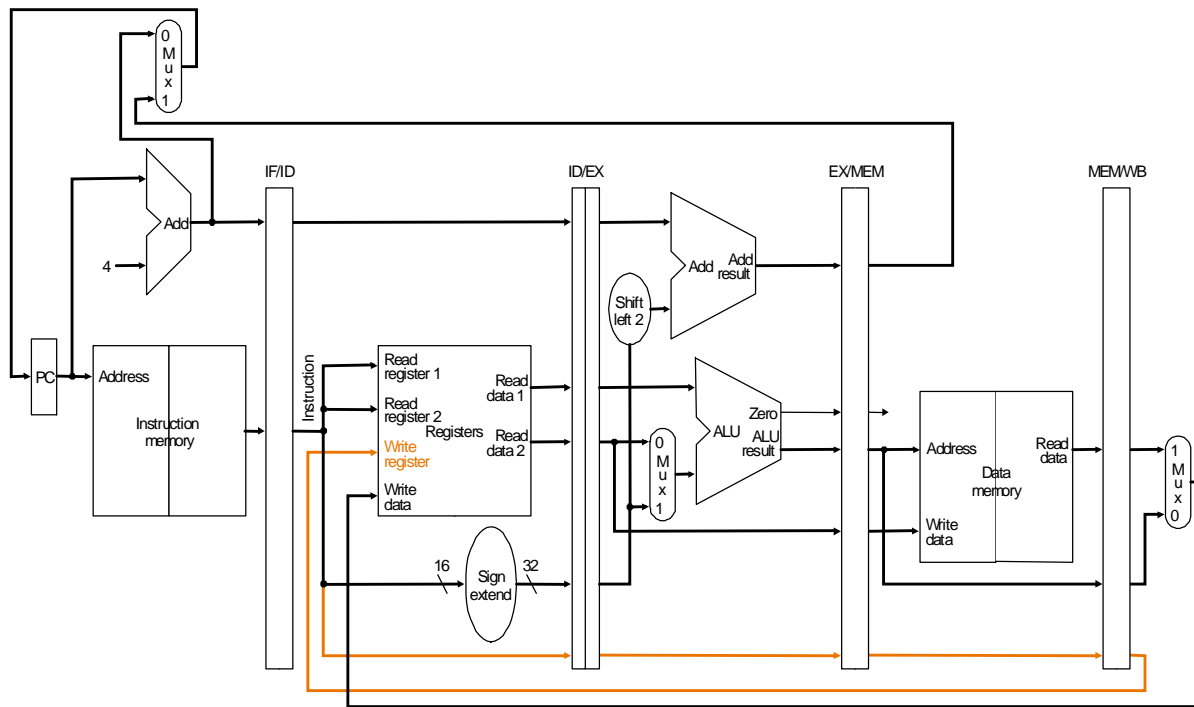 0
M
u
x
1
IF/ID
ID/EX
EX/MEM
MEM/WB
Add
4
Add
Add
result
Shift
left 2
PC
Address
Instruction
memory
Instruction
Read
register 1
Read
register 2
Write
register
Write
data
Registers
Read
data 1
Read
data 2
0
M
u
x
1
Zero
ALU
ALU
result
Address
Write
data
Data
memory
Read
data
1
M
u
x
0
16
Sign
extend
32